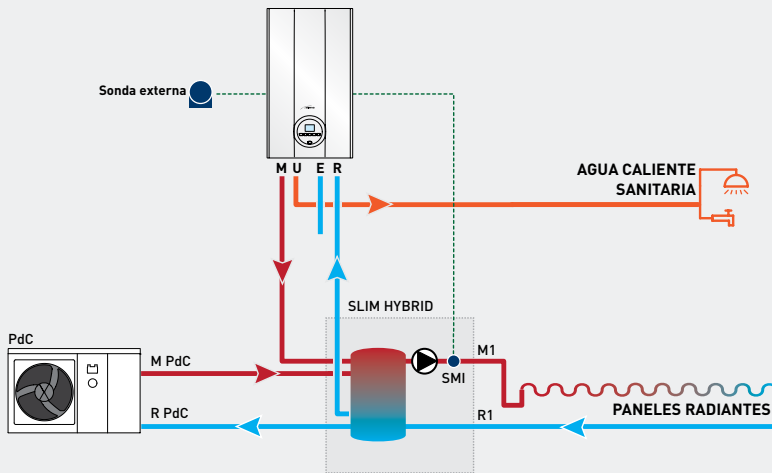 Sonda externa
M U E R
AGUA CALIENTE
SANITARIA
SLIM HYBRID
PdC
M PdC
M1
SMI
R PdC
R1
PANELES RADIANTES